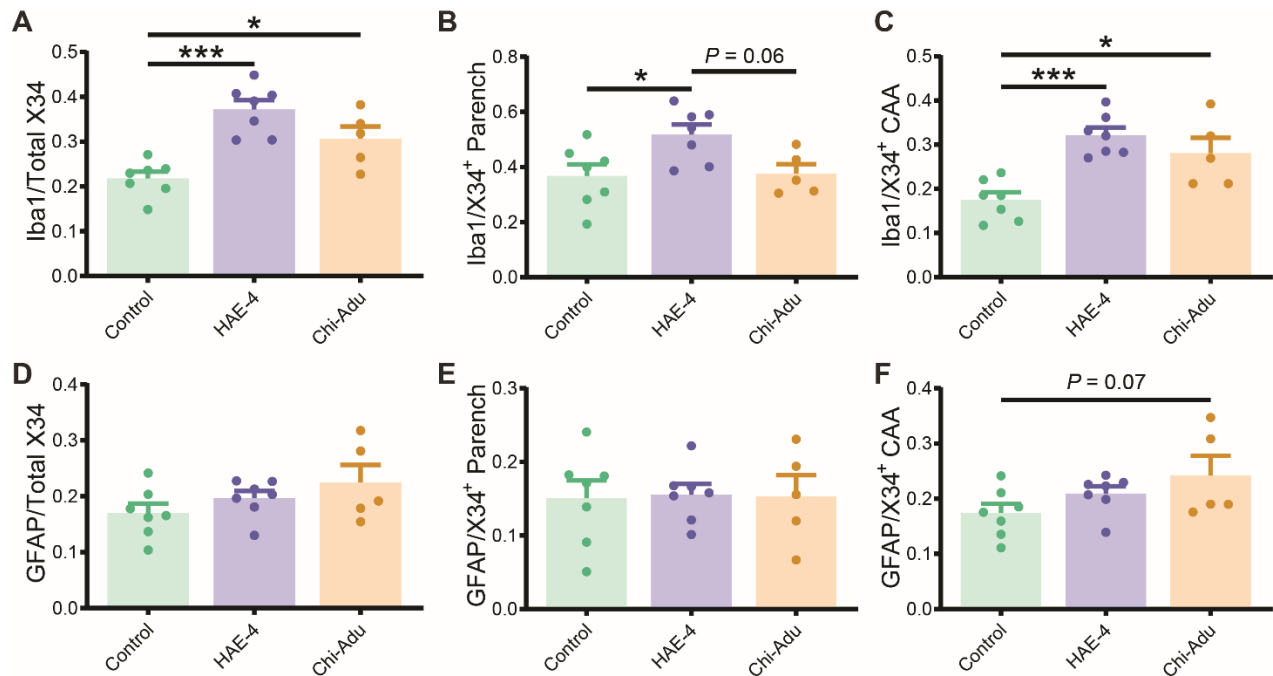 A
Iba1/Total X34
0.5
0.4
0.3
0.2
0.1
0.0
*
***
Control
HAE-4
Chi-Adu
B
Iba1/X34⁺ Parench
0.8
0.6
0.4
0.2
0.0
*
P = 0.06
Control
HAE-4
Chi-Adu
C
Iba1/X34⁺ CAA
0.5
0.4
0.3
0.2
0.1
0.0
*
***
Control
HAE-4
Chi-Adu
D
GFAP/Total X34
0.4
0.3
0.2
0.1
0.0
Control
HAE-4
Chi-Adu
E
GFAP/X34⁺ Parench
0.3
0.2
0.1
0.0
Control
HAE-4
Chi-Adu
F
GFAP/X34⁺ CAA
0.4
0.3
0.2
0.1
0.0
P = 0.07
Control
HAE-4
Chi-Adu